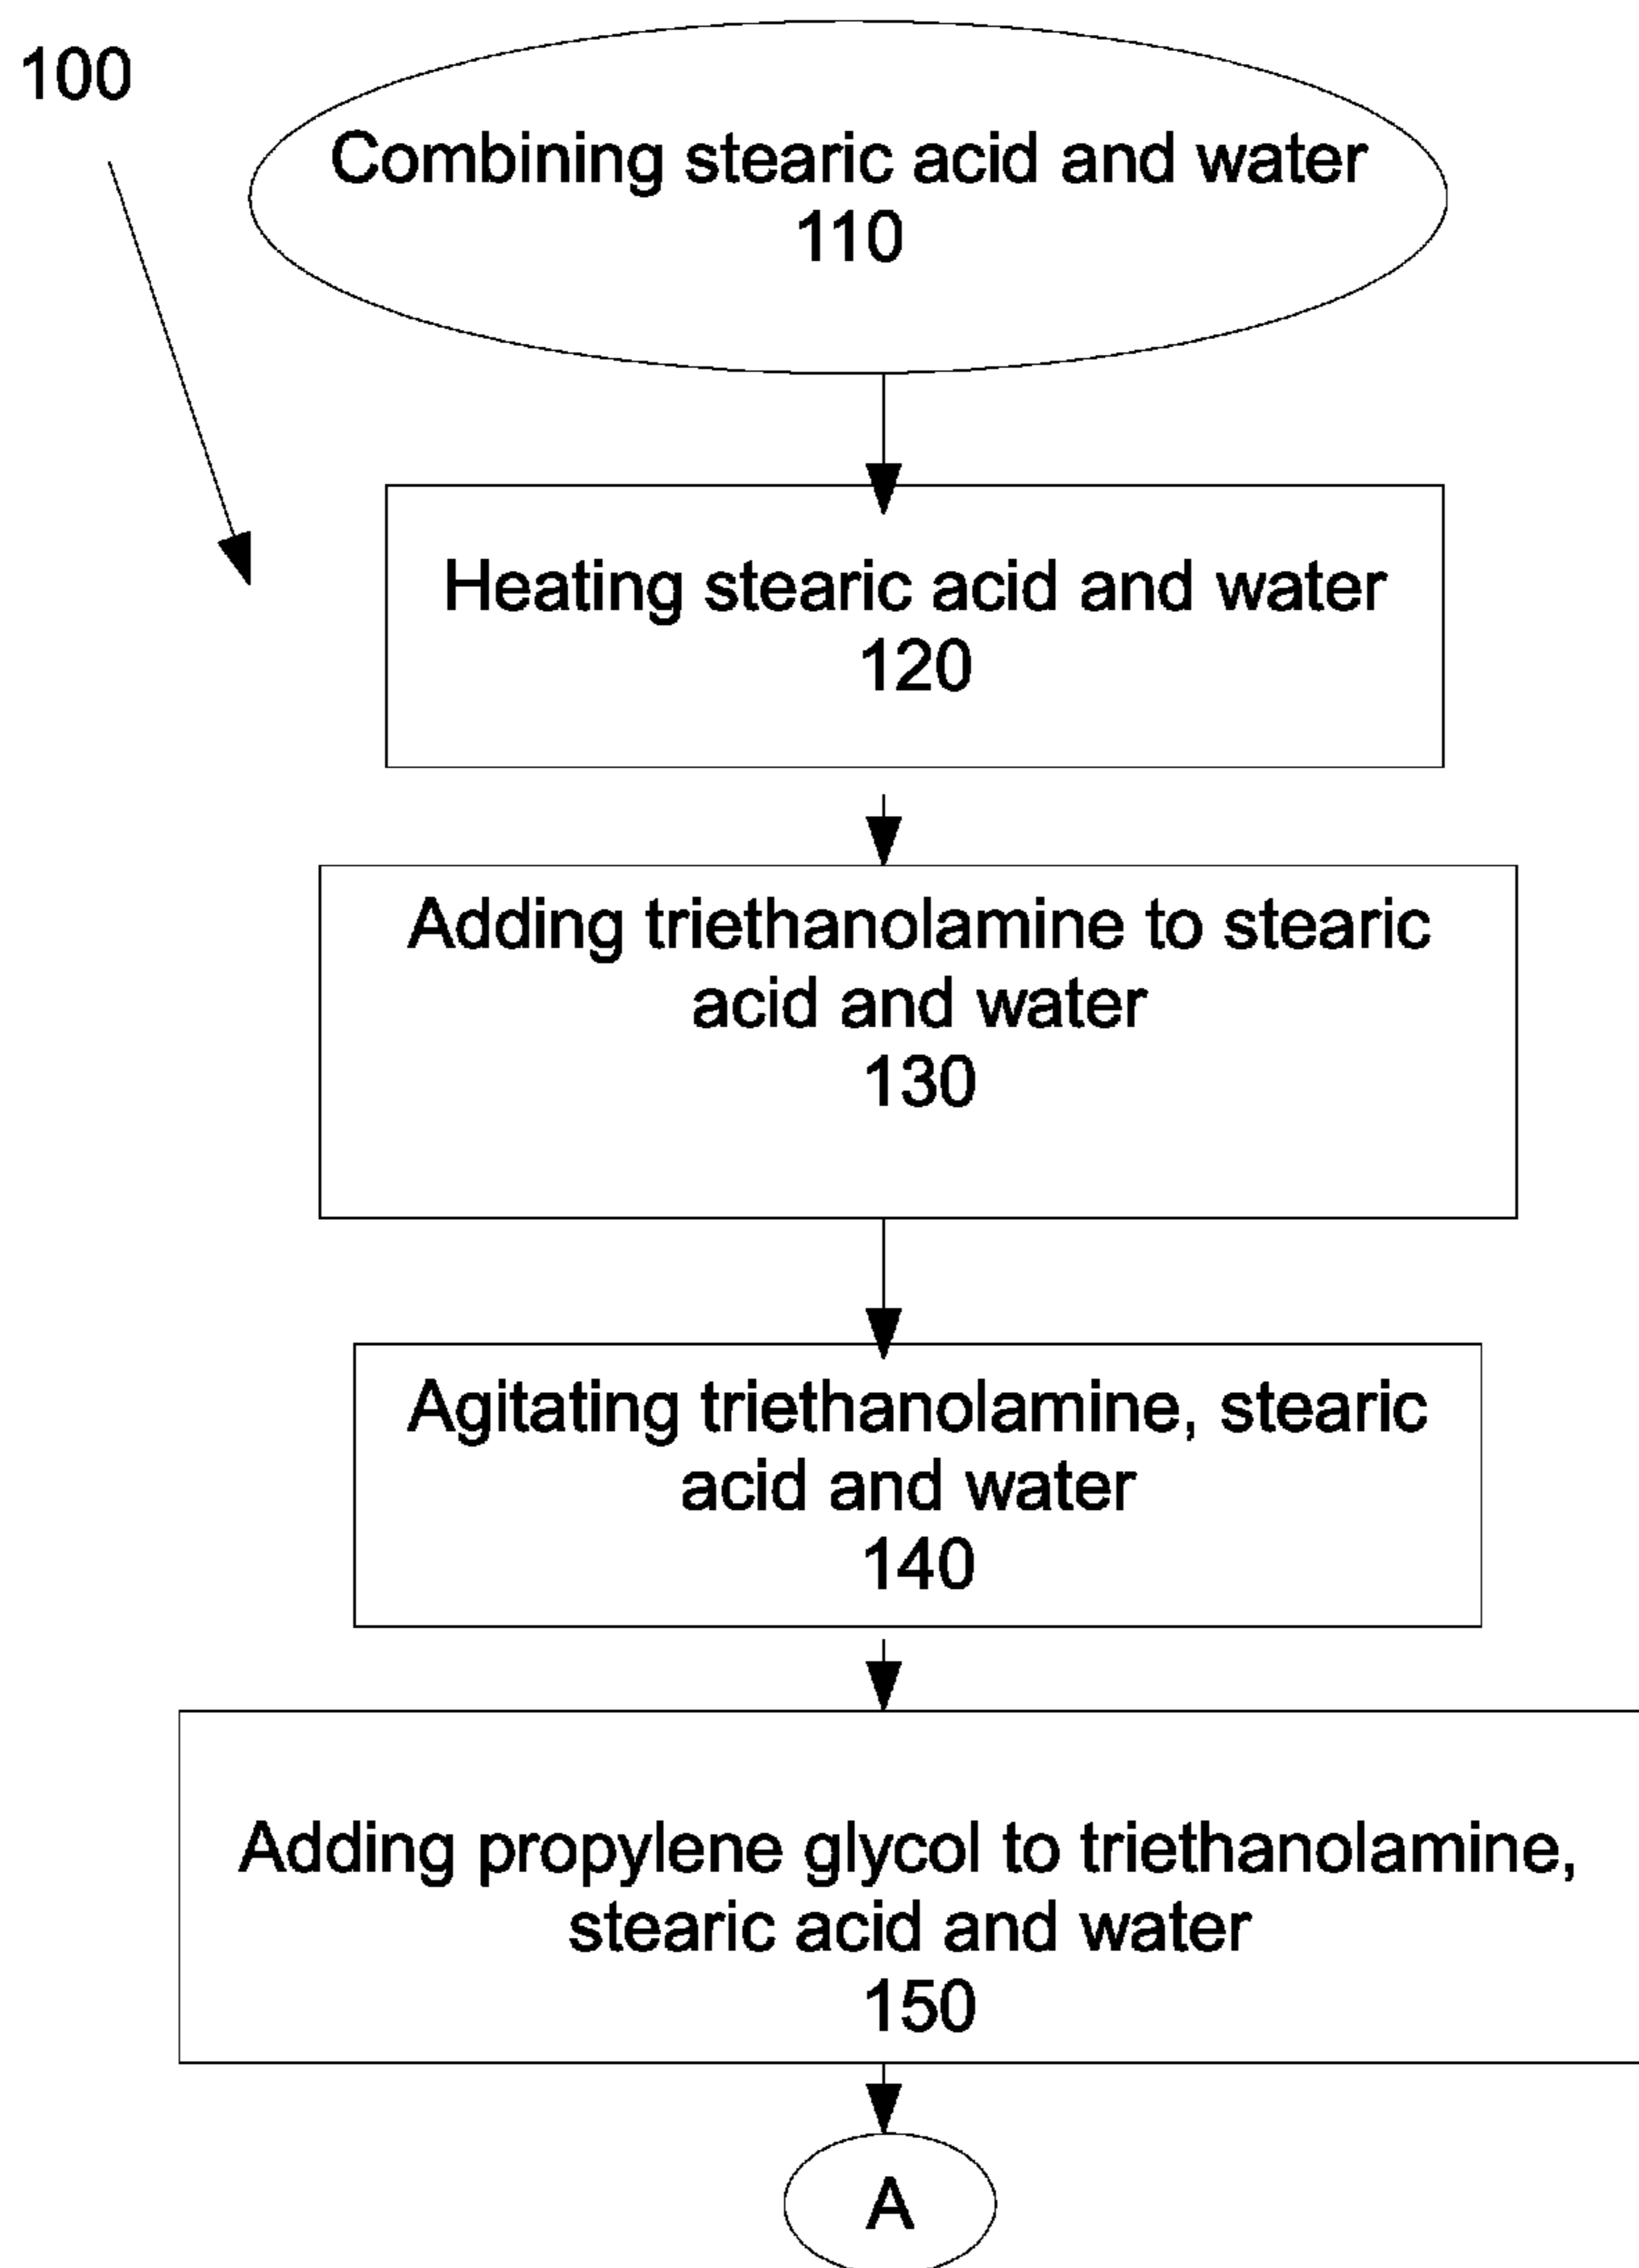 100
Combining stearic acid and water
110
Heating stearic acid and water
120
Adding triethanolamine to stearic
acid and water
130
Agitating triethanolamine, stearic
acid and water
140
Adding propylene glycol to triethanolamine,
stearic acid and water
150
A